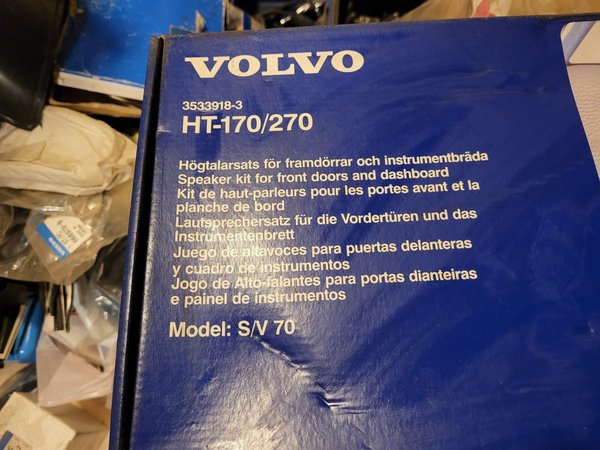 VOLVO
3533918-3
HT-170/270
Högtalarsats för framdörrar och instrumentbräda
Speaker kit for front doors and dashboard
Kit de haut-parleurs pour les portes avant et la
planche de bord
Lautsprechersatz für die Vordertüren und das
Instrumentenbrett
Juego de altavoces para puertas delanteras
y cuadro de instrumentos
Jogo de Alto-falantes para portas dianteiras
e painel de instrumentos
Model: S/V 70